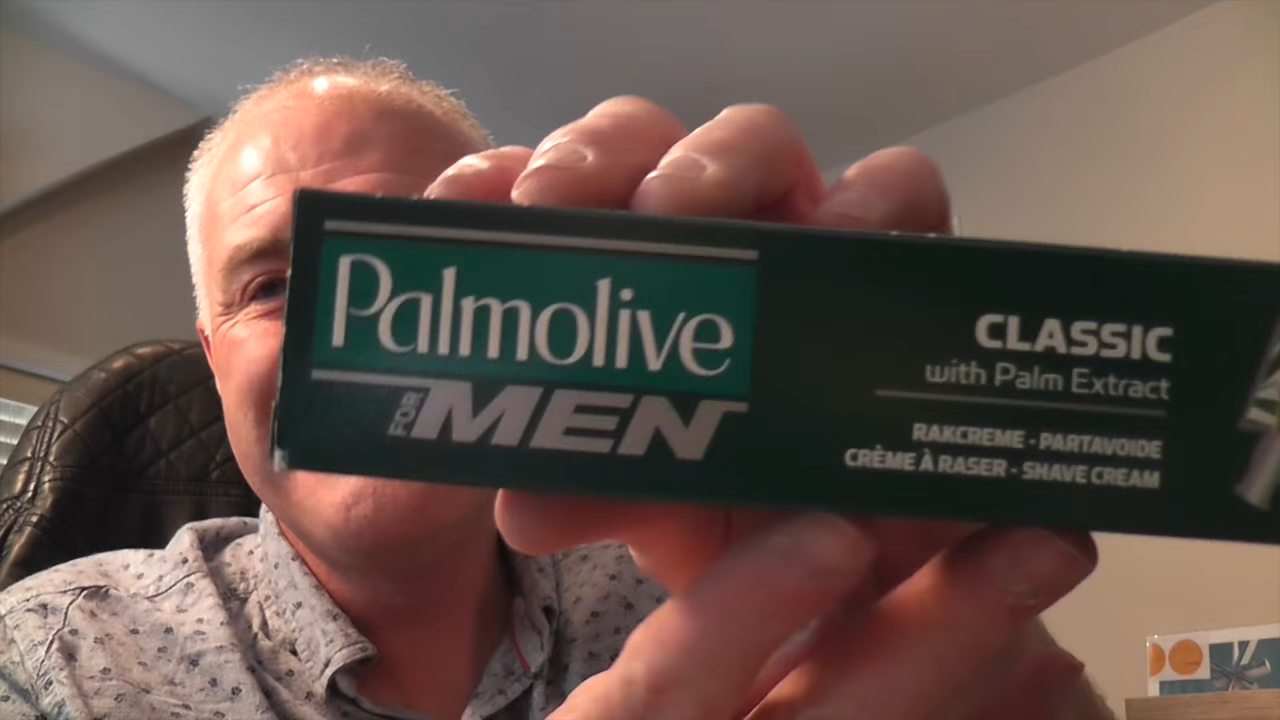 Palmolive
FOR MEN
CLASSIC
with Palm Extract
RAKCREME - PARTAVOIDE
CRÈME À RASER - SHAVE CREAM